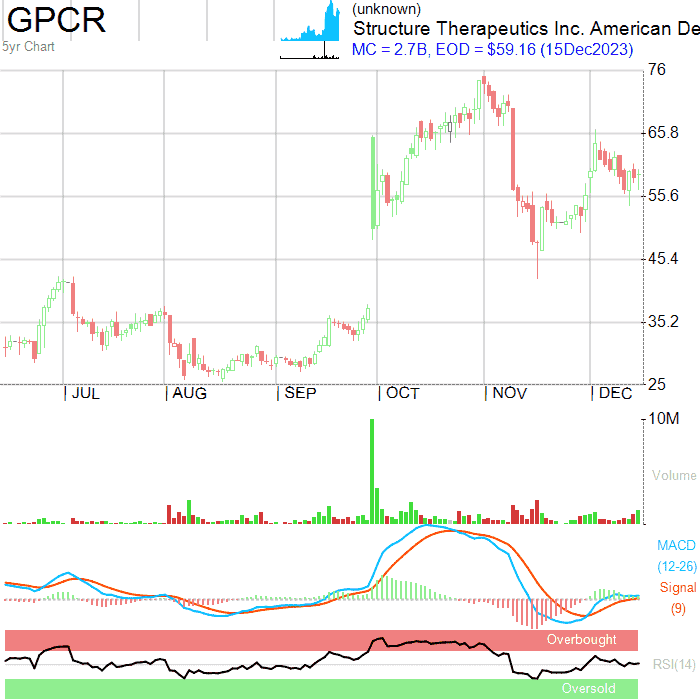 GPCR
(unknown)
Structure Therapeutics Inc. American De
5yr Chart
MC = 2.7B, EOD = $59.16 (15Dec2023)
76
65.8
55.6
45.4
35.2
25
JUL
AUG
SEP
OCT
NOV
DEC
10M
Volume
MACD
(12-26)
Signal
(9)
Overbought
RSI(14)
Oversold